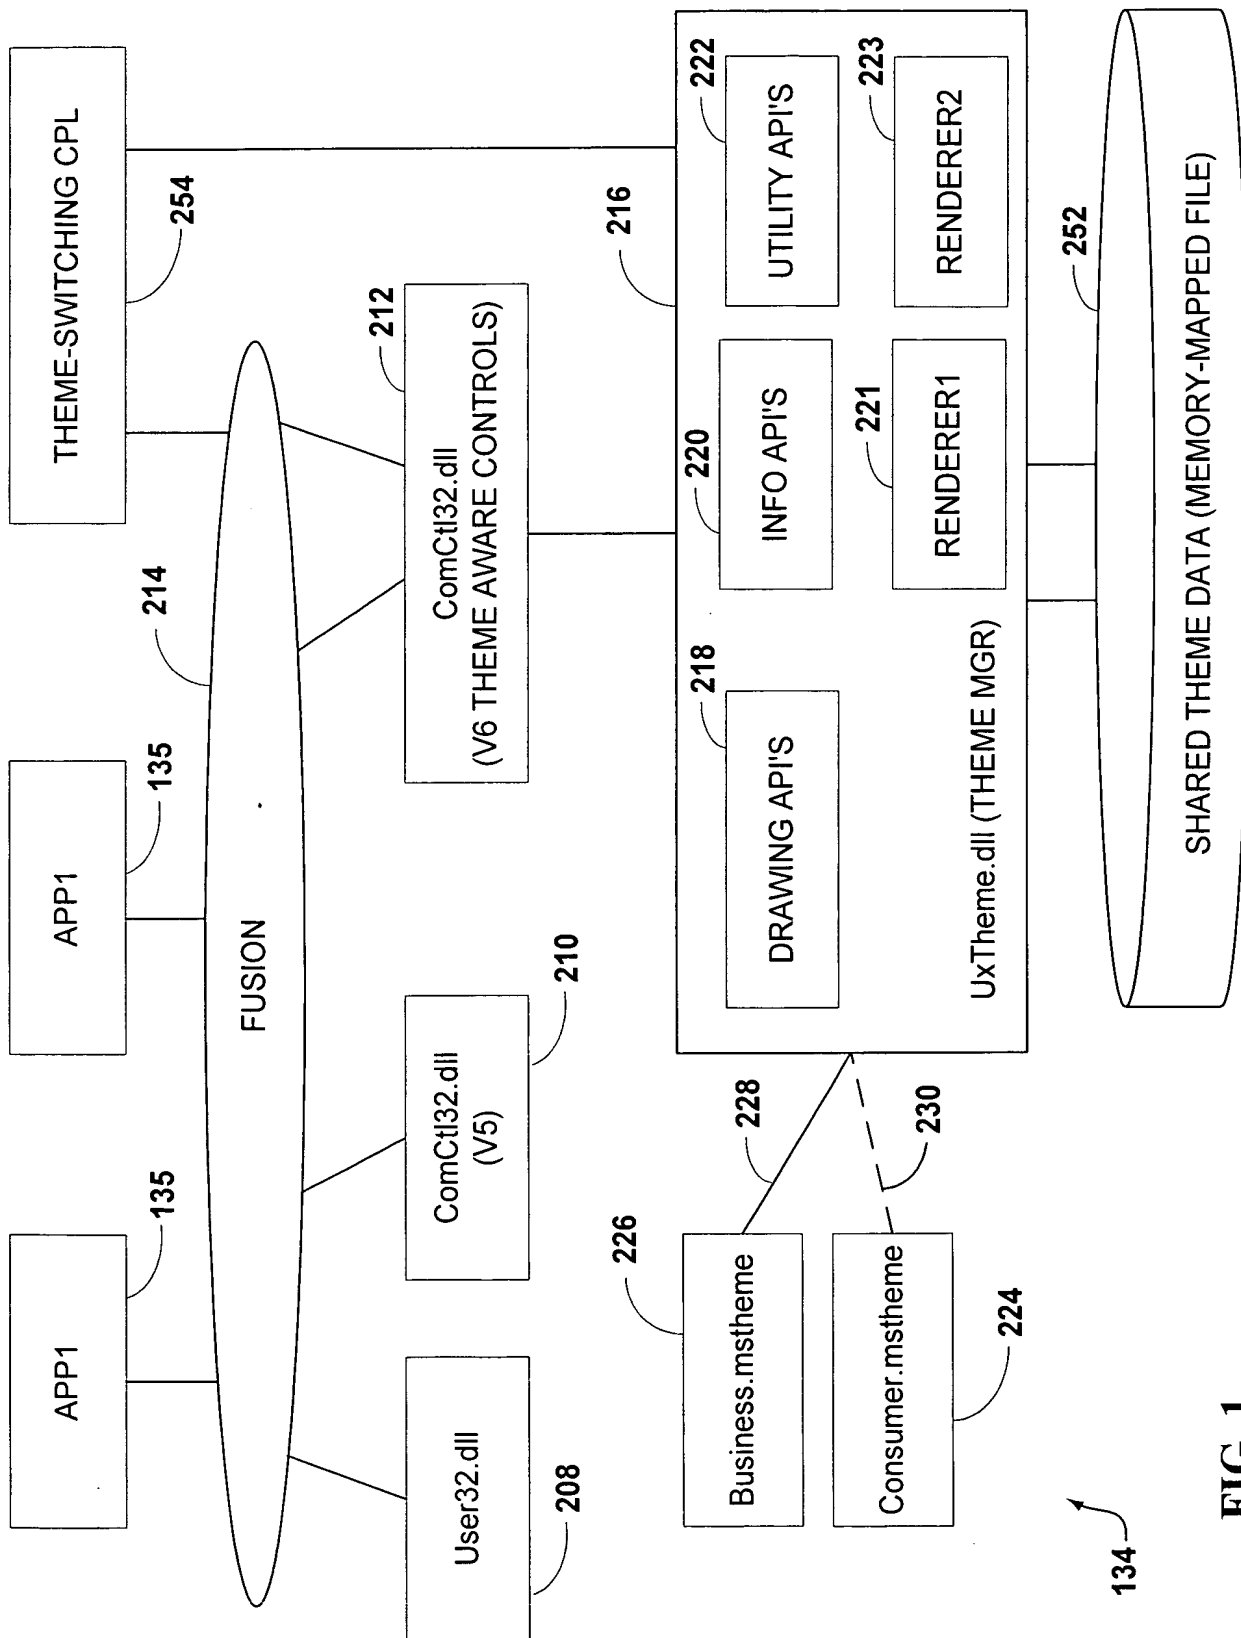 APP1
135
APP1
135
THEME-SWITCHING CPL
254
FUSION
214
User32.dll
208
ComCtl32.dll
(V5)
210
ComCtl32.dll
(V6 THEME AWARE CONTROLS)
212
216
Business.mstheme
226
Consumer.mstheme
224
228
230
DRAWING API'S
218
INFO API'S
220
UTILITY API'S
222
RENDERER1
221
RENDERER2
223
UxTheme.dll (THEME MGR)
252
SHARED THEME DATA (MEMORY-MAPPED FILE)
134
FIG 1